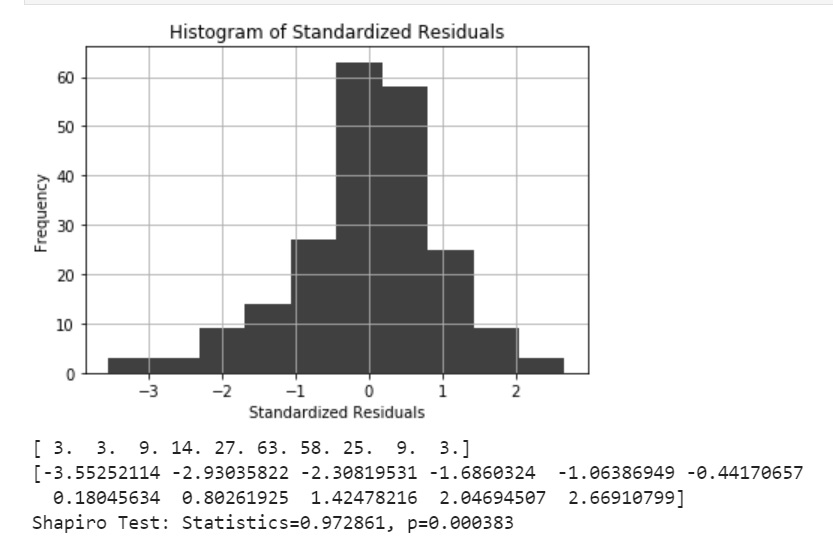 Histogram of Standardized Residuals
60
50
40
30
20
10
0
Frequency
−3 −2 −1 0 1 2
Standardized Residuals
[ 3. 3. 9. 14. 27. 63. 58. 25. 9. 3.]
[-3.55252114 -2.93035822 -2.30819531 -1.6860324 -1.06386949 -0.44170657
0.18045634 0.80261925 1.42478216 2.04694507 2.66910799]
Shapiro Test: Statistics=0.972861, p=0.000383